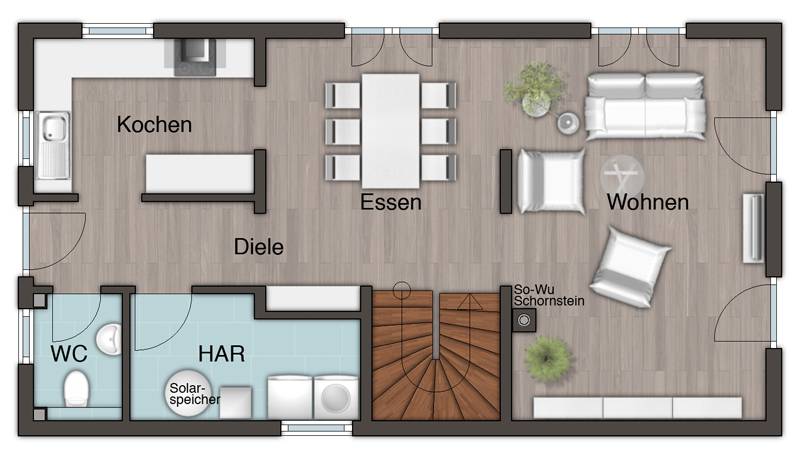 Kochen
Essen
Wohnen
Diele
So-Wu
Schornstein
WC
HAR
Solar-
speicher